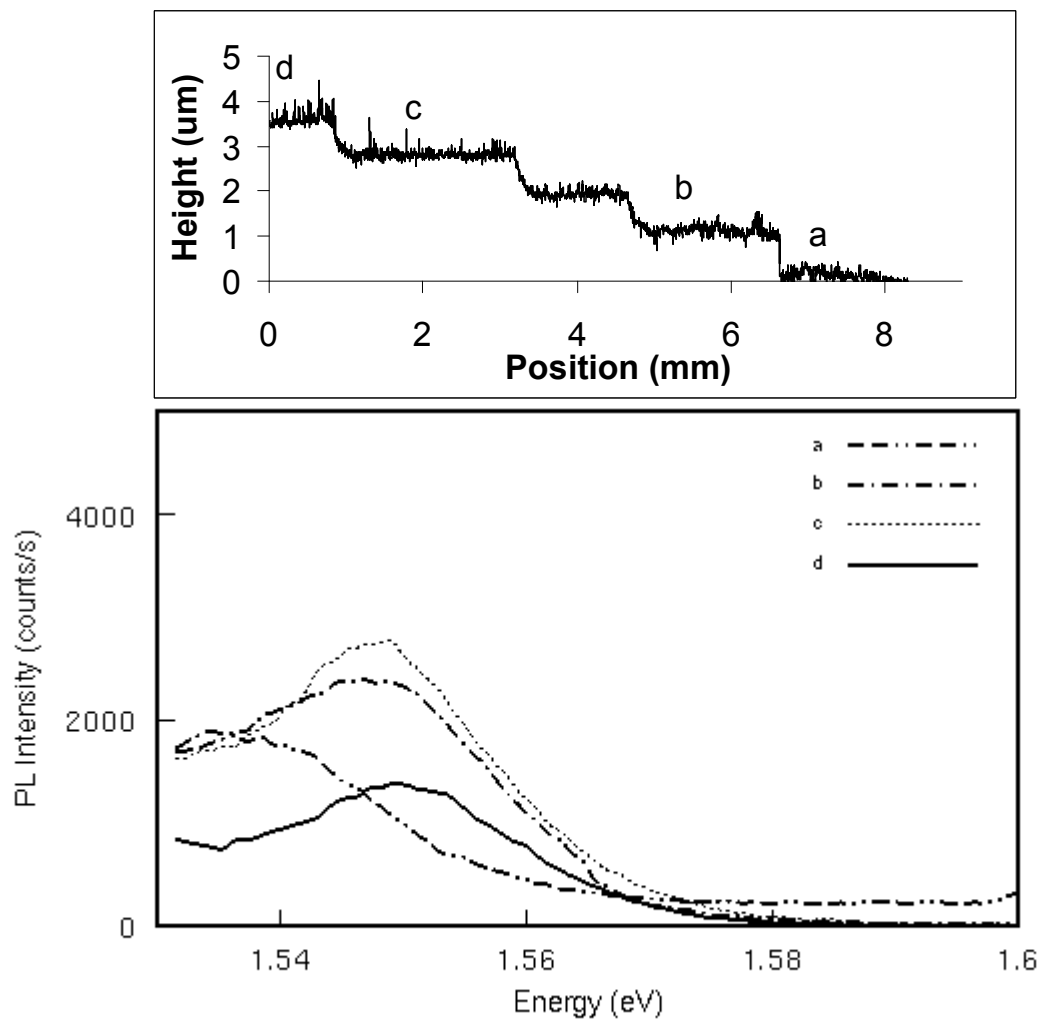 5
d
4
c
3
Height (um)
2
b
1
a
0
0 2 4 6 8
Position (mm)
a
b
c
d
4000
PL Intensity (counts/s)
2000
0
1.54 1.56 1.58 1.6
Energy (eV)